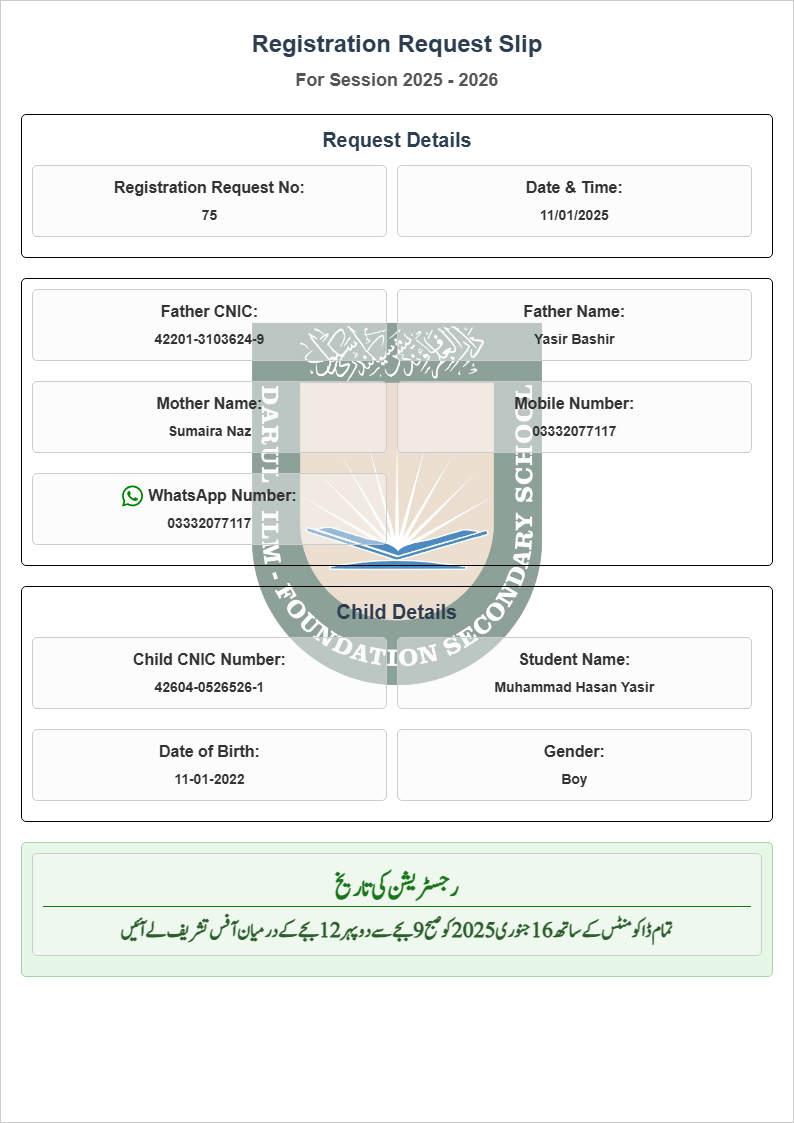 Registration Request Slip
For Session 2025 - 2026
Request Details
Registration Request No:
75
Date & Time:
11/01/2025
Father CNIC:
42201-3103624-9
Father Name:
Yasir Bashir
Mother Name:
Sumaira Naz
Mobile Number:
03332077117
WhatsApp Number:
03332077117
DARUL ILM - FOUNDATION SECONDARY SCHOOL
Child Details
Child CNIC Number:
42604-0526526-1
Student Name:
Muhammad Hasan Yasir
Date of Birth:
11-01-2022
Gender:
Boy
رجسٹریشن کی تاریخ
تمام ڈاکومنٹس کے ساتھ 16 جنوری 2025 کو صبح 9 بجے سے دوپہر 12 بجے کے درمیان آفس تشریف لے آئیں